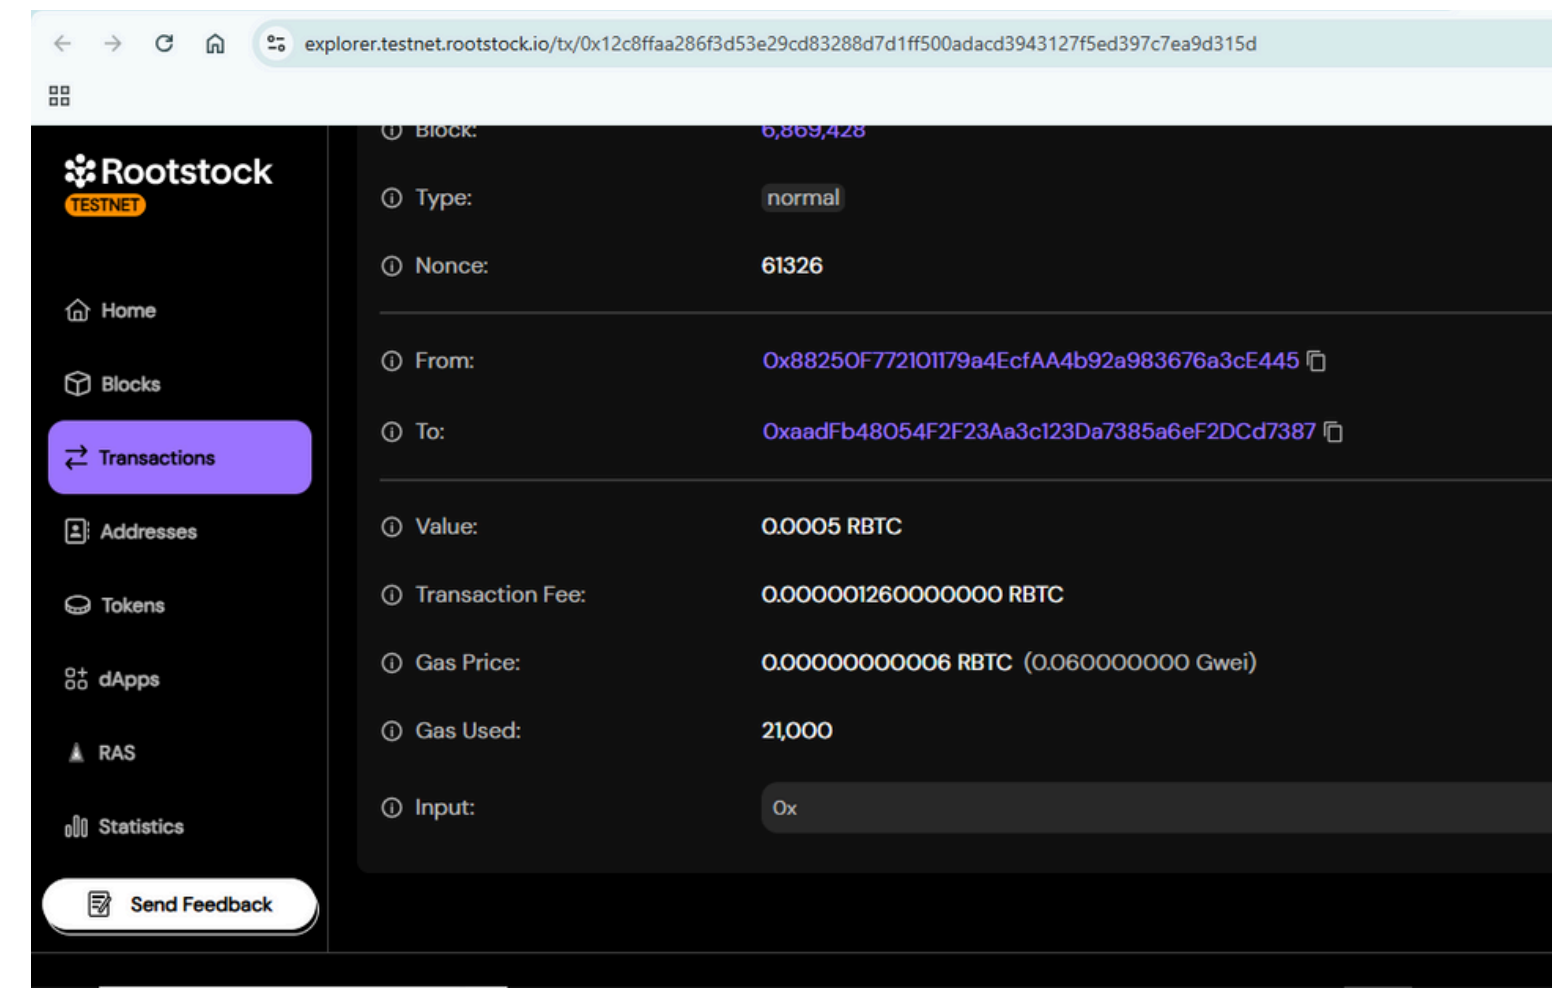 explorer.testnet.rootstock.io/tx/0x12c8ffaa286f3d53e29cd83288d7d1ff500adacd3943127f5ed397c7ea9d315d
Rootstock
TESTNET
Home
Blocks
Transactions
Addresses
Tokens
dApps
RAS
Statistics
Send Feedback
Block: 6,869,428
Type: normal
Nonce: 61326
From: 0x88250F772101179a4EcfAA4b92a983676a3cE445
To: 0xaadFb48054F2F23Aa3c123Da7385a6eF2DCd7387
Value: 0.0005 RBTC
Transaction Fee: 0.000001260000000 RBTC
Gas Price: 0.00000000006 RBTC (0.060000000 Gwei)
Gas Used: 21,000
Input: 0x